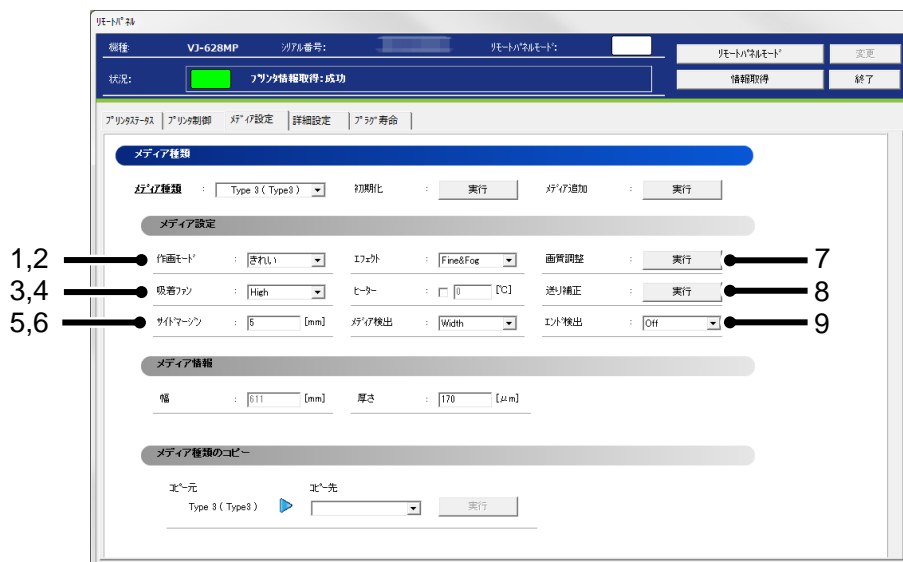 ﾘﾓｰﾄﾊﾟﾈﾙ
機種: VJ-628MP ｼﾘｱﾙ番号: ﾘﾓｰﾄﾊﾟﾈﾙﾓｰﾄﾞ: ﾘﾓｰﾄﾊﾟﾈﾙﾓｰﾄﾞ 変更
状況: ﾌﾟﾘﾝﾀ情報取得:成功 情報取得 終了
ﾌﾟﾘﾝﾀｽﾃｰﾀｽ ﾌﾟﾘﾝﾀ制御 ﾒﾃﾞｨｱ設定 詳細設定 ﾌﾟﾗｸﾞ寿命
メディア種類
ﾒﾃﾞｨｱ種類 : Type 3 ( Type3 ) 初期化 : 実行 ﾒﾃﾞｨｱ追加 : 実行
メディア設定
1,2 作画ﾓｰﾄﾞ : きれい ｴﾌｪｸﾄ : Fine&Fog 画質調整 : 実行 7
3,4 吸着ﾌｧﾝ : High ﾋｰﾀｰ : 0 [℃] 送り補正 : 実行 8
5,6 ｻｲﾄﾞﾏｰｼﾞﾝ : 5 [mm] ﾒﾃﾞｨｱ検出 : Width ｴﾝﾄﾞ検出 : Off 9
メディア情報
幅 : 611 [mm] 厚さ : 170 [μm]
メディア種類のコピー
ｺﾋﾟｰ元 ｺﾋﾟｰ先
Type 3 ( Type3 ) 実行